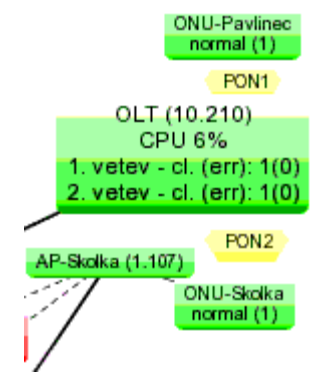 ONU-Pavlinec
normal (1)
PON1
OLT (10.210)
CPU 6%
1. vetev - cl. (err): 1(0)
2. vetev - cl. (err): 1(0)
PON2
AP-Skolka (1.107)
ONU-Skolka
normal (1)